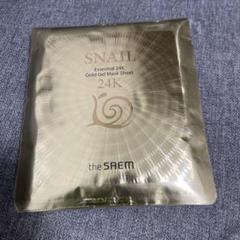 SNAIL
Essential 24K
Gold Gel Mask Sheet
24K
the SAEM